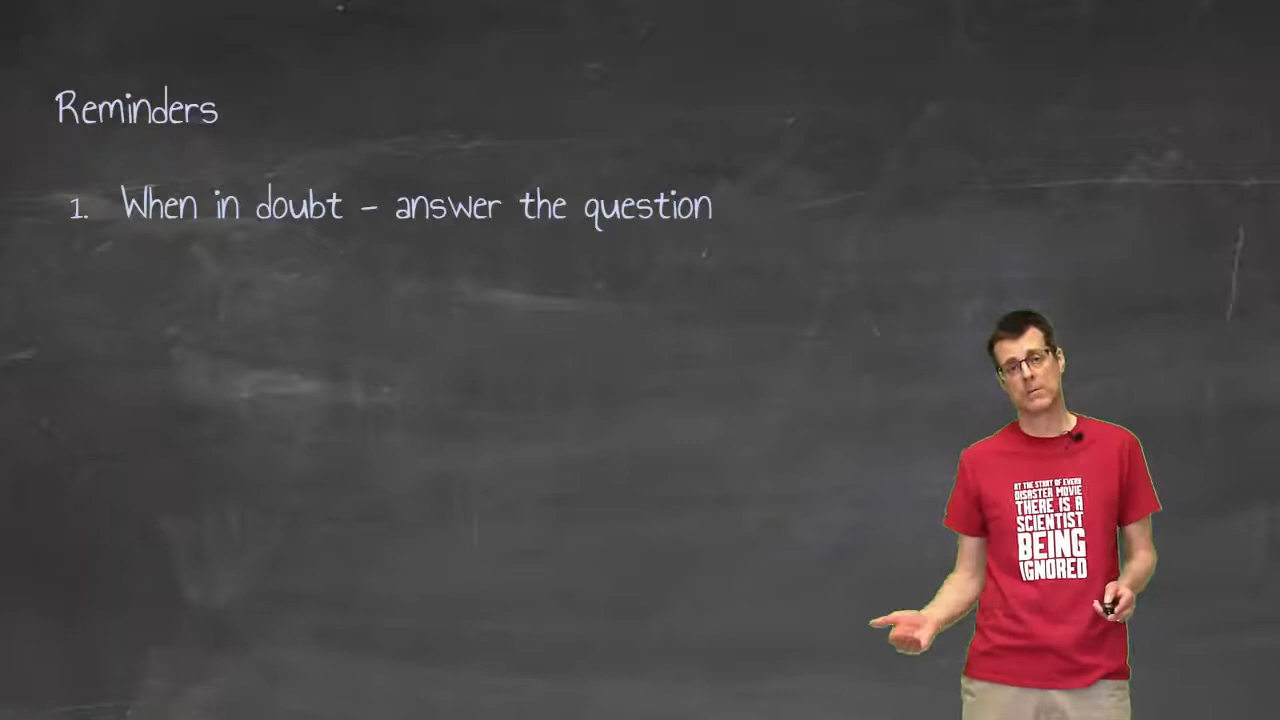 Reminders
1. When in doubt - answer the question
AT THE START OF EVERY
DISASTER MOVIE
THERE IS A
SCIENTIST
BEING
IGNORED